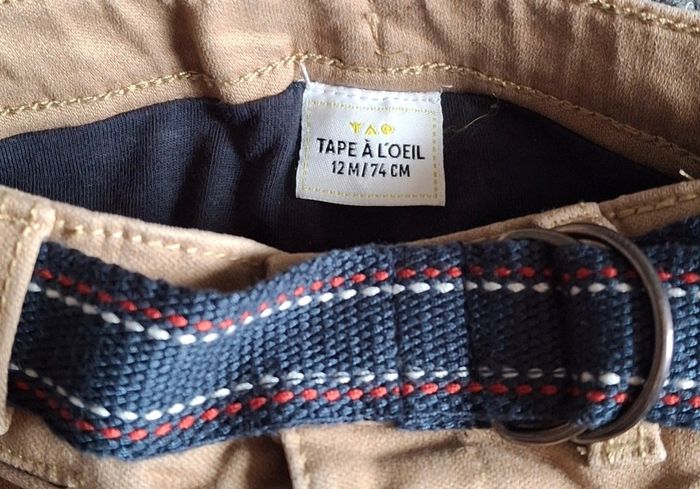 TAO
TAPE À L'OEIL
12 M/74 CM